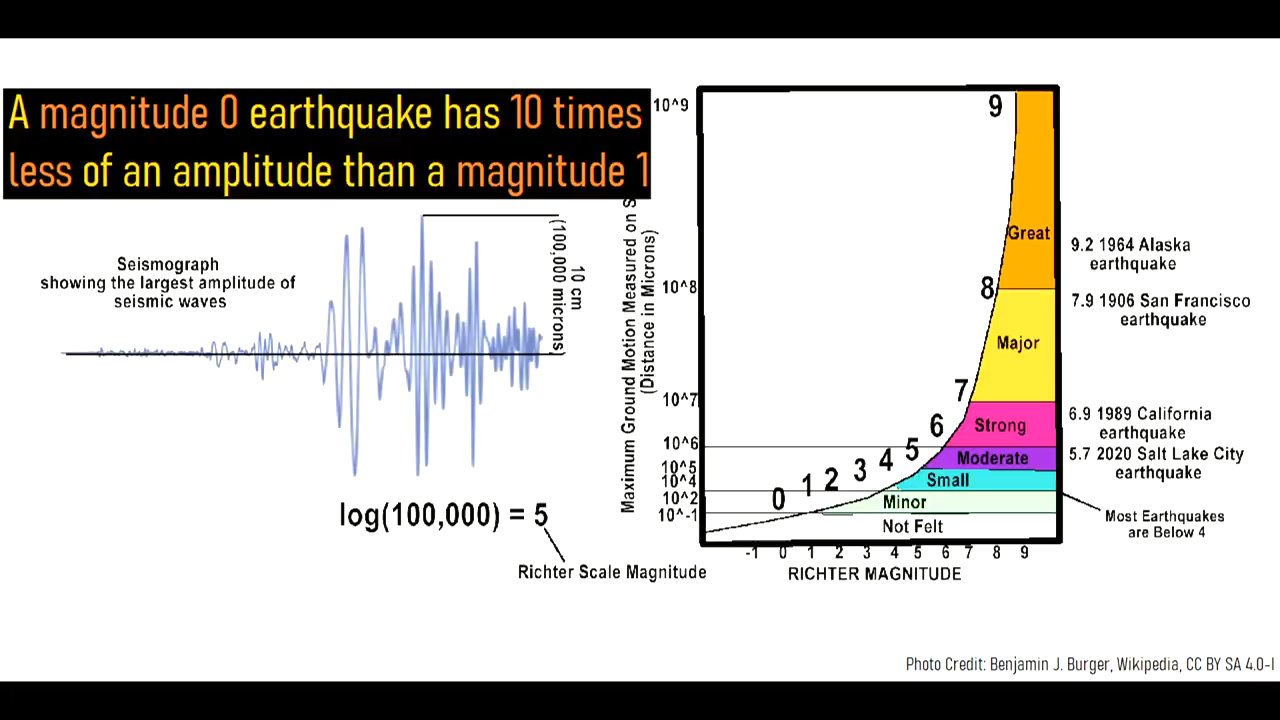 A magnitude 0 earthquake has 10 times
less of an amplitude than a magnitude 1
Seismograph
showing the largest amplitude of
seismic waves
10 cm
(100,000 microns)
log(100,000) = 5
Richter Scale Magnitude
Maximum Ground Motion Measured on S
(Distance in Microns)
10^9
10^8
10^7
10^6
10^5
10^4
10^2
10^-1
0
1
2
3
4
5
6
7
8
9
Great
Major
Strong
Moderate
Small
Minor
Not Felt
-1 0 1 2 3 4 5 6 7 8 9
RICHTER MAGNITUDE
9.2 1964 Alaska
earthquake
7.9 1906 San Francisco
earthquake
6.9 1989 California
earthquake
5.7 2020 Salt Lake City
earthquake
Most Earthquakes
are Below 4
Photo Credit: Benjamin J. Burger, Wikipedia, CC BY SA 4.0-I